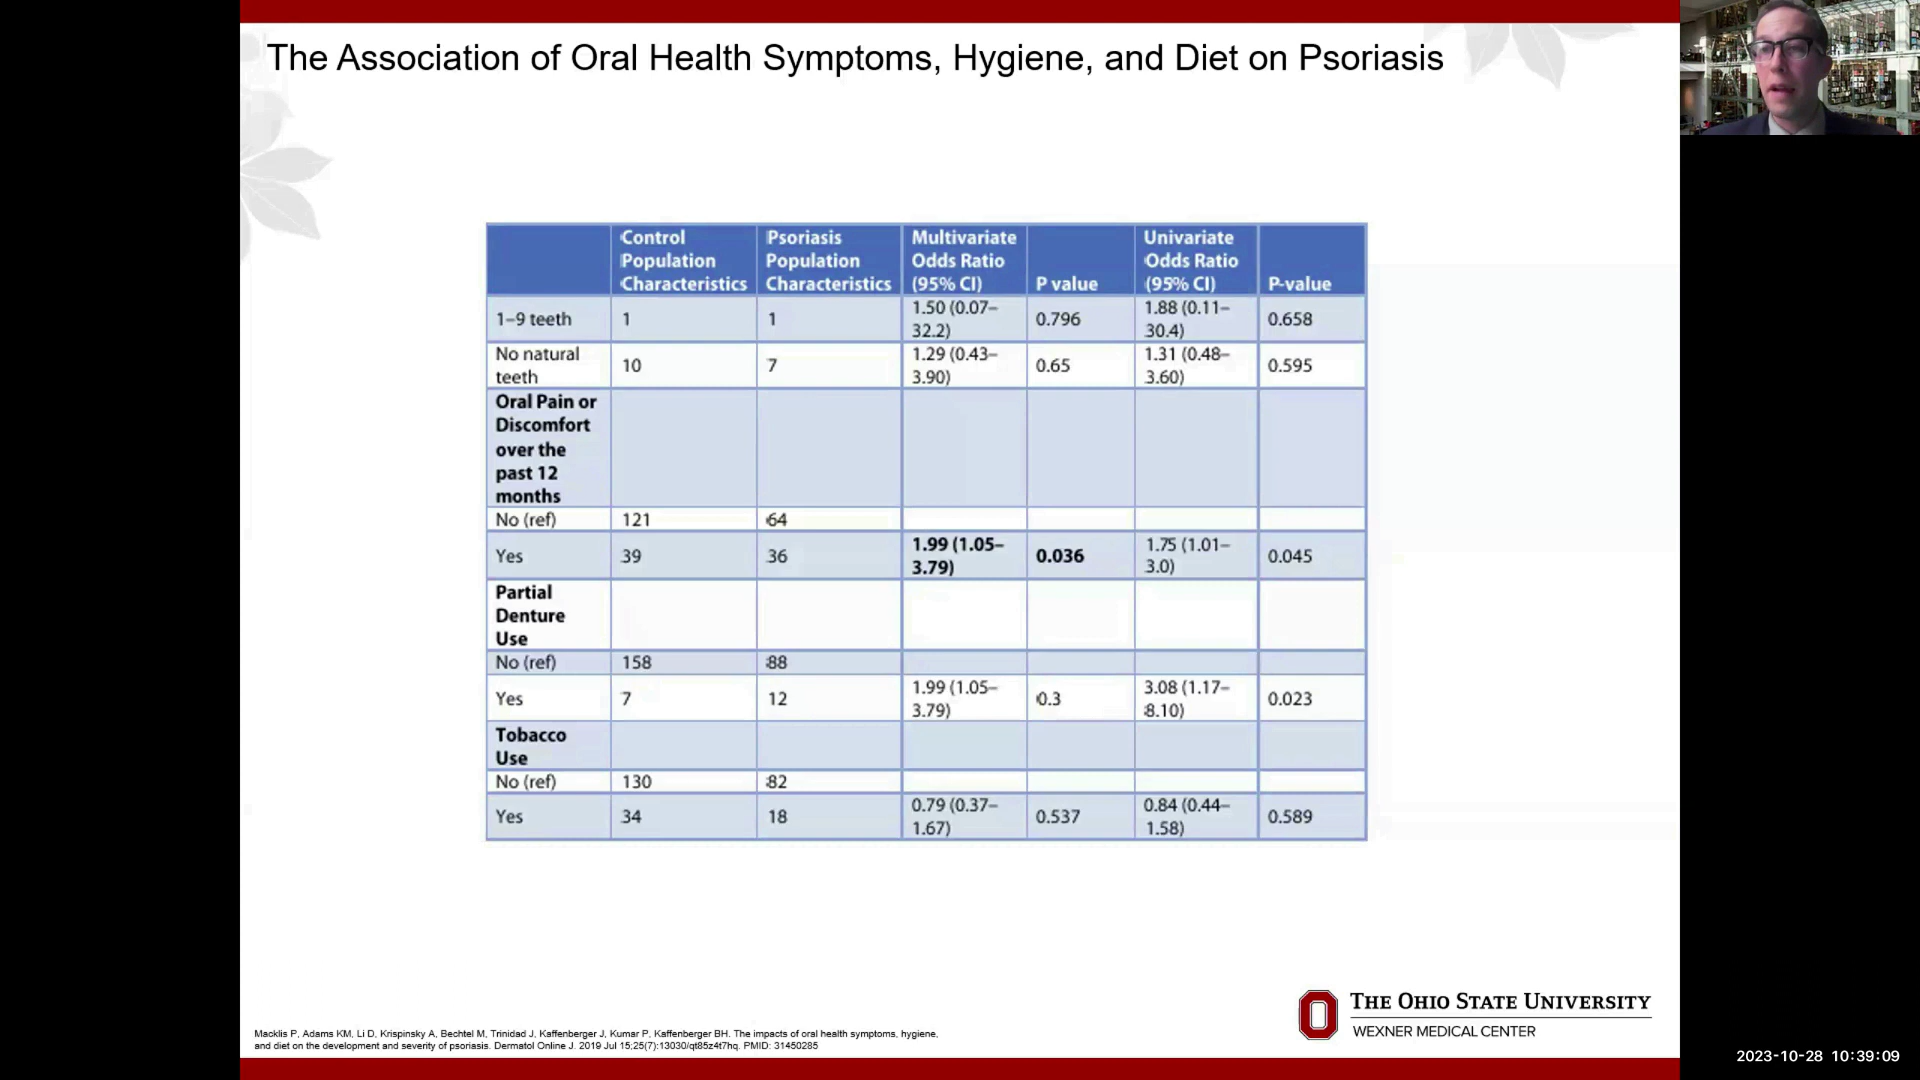 The Association of Oral Health Symptoms, Hygiene, and Diet on Psoriasis
Control Population Characteristics Psoriasis Population Characteristics Multivariate Odds Ratio (95% CI) P value Univariate Odds Ratio (95% CI) P-value
1–9 teeth 1 1 1.50 (0.07–32.2) 0.796 1.88 (0.11–30.4) 0.658
No natural teeth 10 7 1.29 (0.43–3.90) 0.65 1.31 (0.48–3.60) 0.595
Oral Pain or Discomfort over the past 12 months
No (ref) 121 64
Yes 39 36 1.99 (1.05–3.79) 0.036 1.75 (1.01–3.0) 0.045
Partial Denture Use
No (ref) 158 88
Yes 7 12 1.99 (1.05–3.79) 0.3 3.08 (1.17–8.10) 0.023
Tobacco Use
No (ref) 130 82
Yes 34 18 0.79 (0.37–1.67) 0.537 0.84 (0.44–1.58) 0.589
THE OHIO STATE UNIVERSITY
WEXNER MEDICAL CENTER
Macklis P, Adams KM, Li D, Krispinsky A, Bechtel M, Trinidad J, Kaffenberger J, Kumar P, Kaffenberger BH. The impacts of oral health symptoms, hygiene,
and diet on the development and severity of psoriasis. Dermatol Online J. 2019 Jul 15;25(7):13030/qt85z4t7hq. PMID: 31450285
2023-10-28 10:39:09